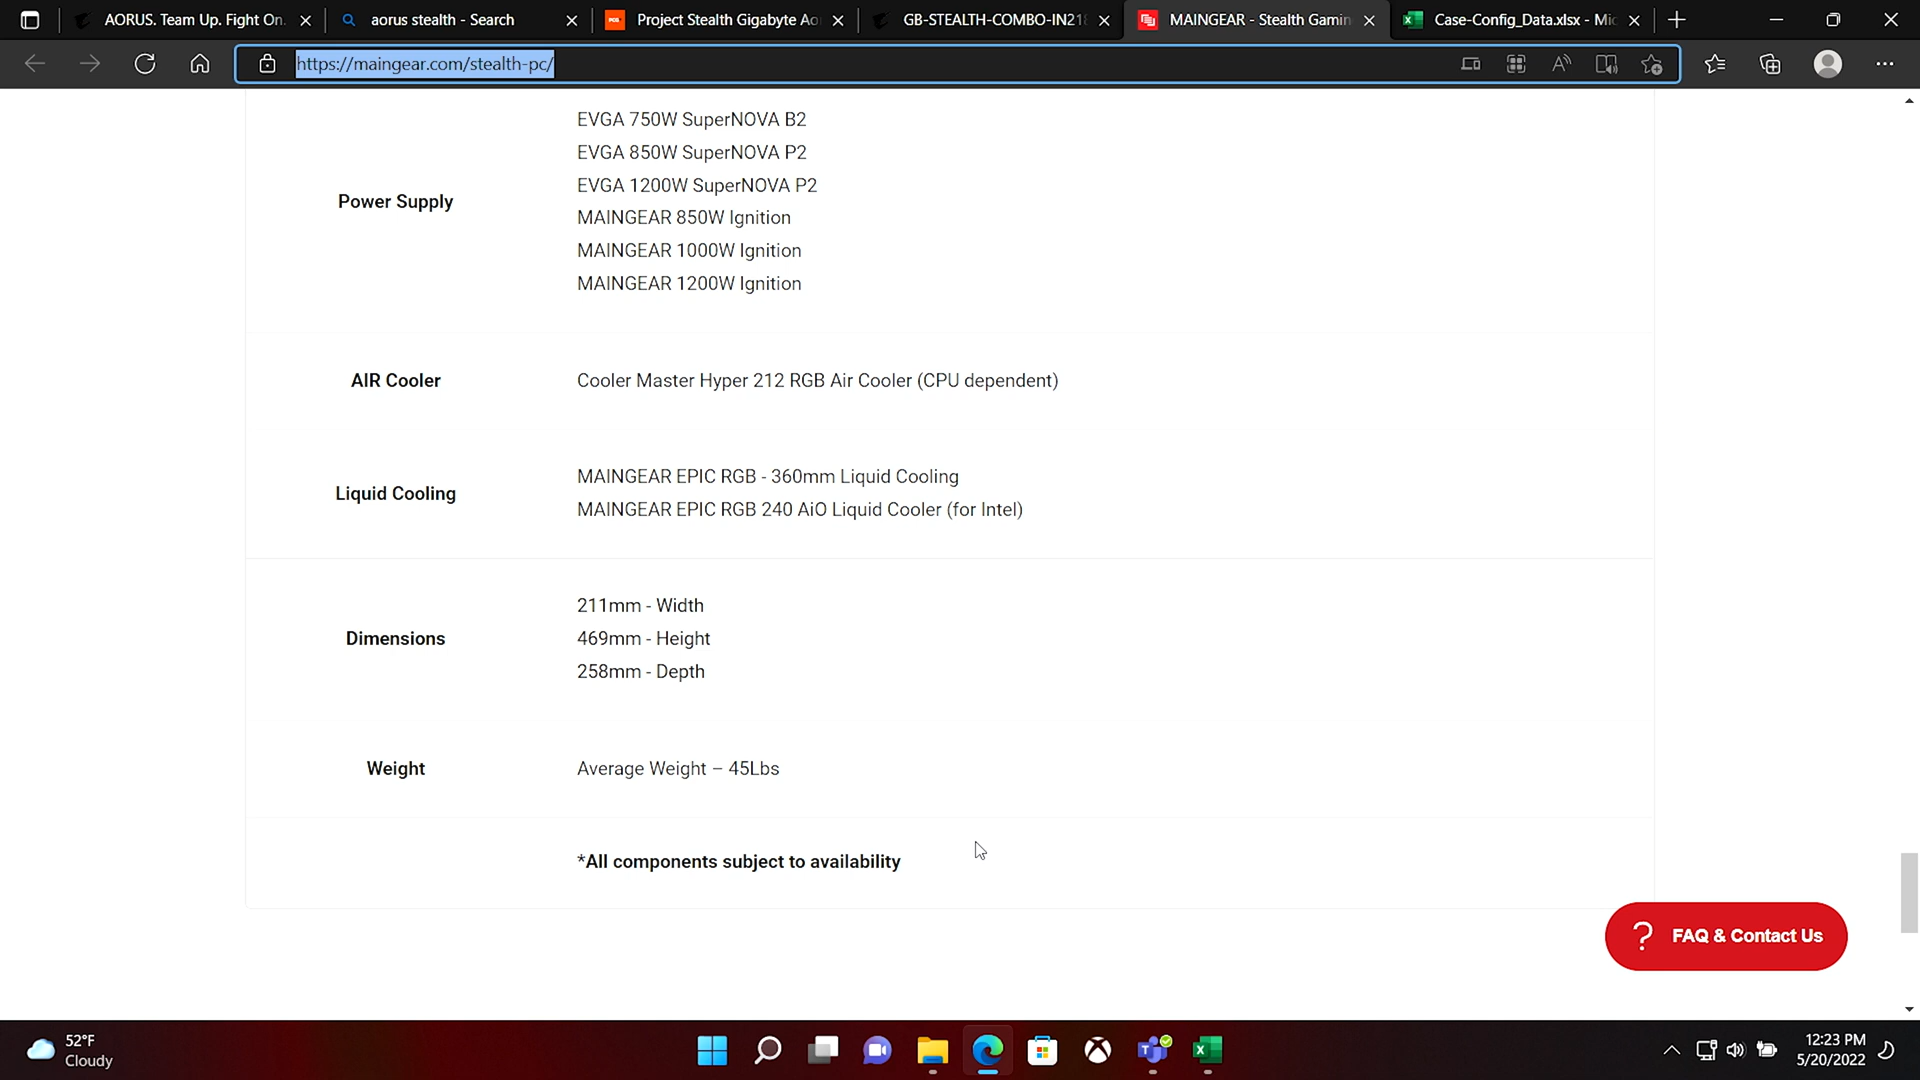 AORUS. Team Up. Fight On.
aorus stealth - Search
Project Stealth Gigabyte Ao
GB-STEALTH-COMBO-IN21
MAINGEAR - Stealth Gamin
Case-Config_Data.xlsx - Mic
https://maingear.com/stealth-pc/
Power Supply
EVGA 750W SuperNOVA B2
EVGA 850W SuperNOVA P2
EVGA 1200W SuperNOVA P2
MAINGEAR 850W Ignition
MAINGEAR 1000W Ignition
MAINGEAR 1200W Ignition
AIR Cooler
Cooler Master Hyper 212 RGB Air Cooler (CPU dependent)
Liquid Cooling
MAINGEAR EPIC RGB - 360mm Liquid Cooling
MAINGEAR EPIC RGB 240 AiO Liquid Cooler (for Intel)
Dimensions
211mm - Width
469mm - Height
258mm - Depth
Weight
Average Weight – 45Lbs
*All components subject to availability
? FAQ & Contact Us
52°F
Cloudy
12:23 PM
5/20/2022